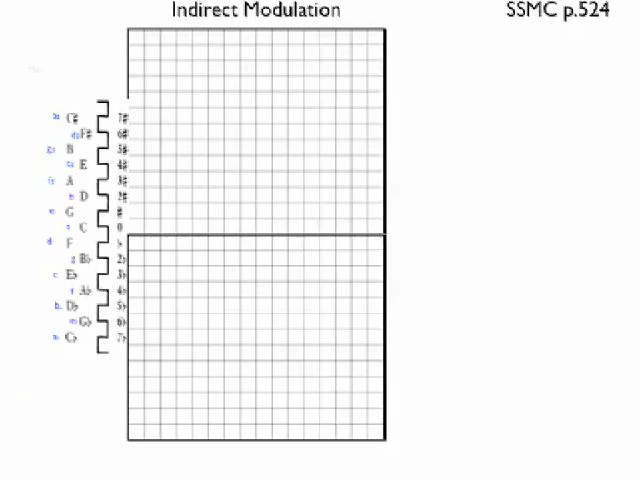 Indirect Modulation SSMC p.524
C# 7#
F# 6#
B 5#
E 4#
A 3#
b D 2#
e G #
a C 0
d F ♭
g B♭ 2♭
c E♭ 3♭
f A♭ 4♭
D♭ 5♭
G♭ 6♭
C♭ 7♭